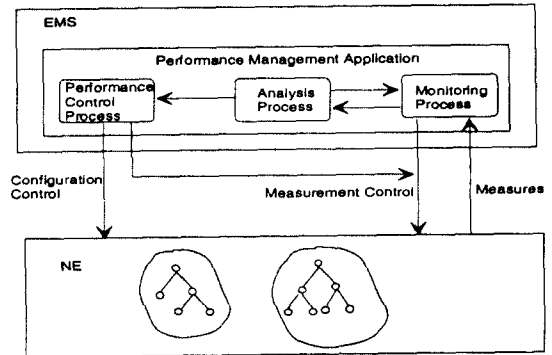 EMS
Performance Management Application
Performance
Control
Process
Analysis
Process
Monitoring
Process
Configuration
Control
Measurement Control
Measures
NE